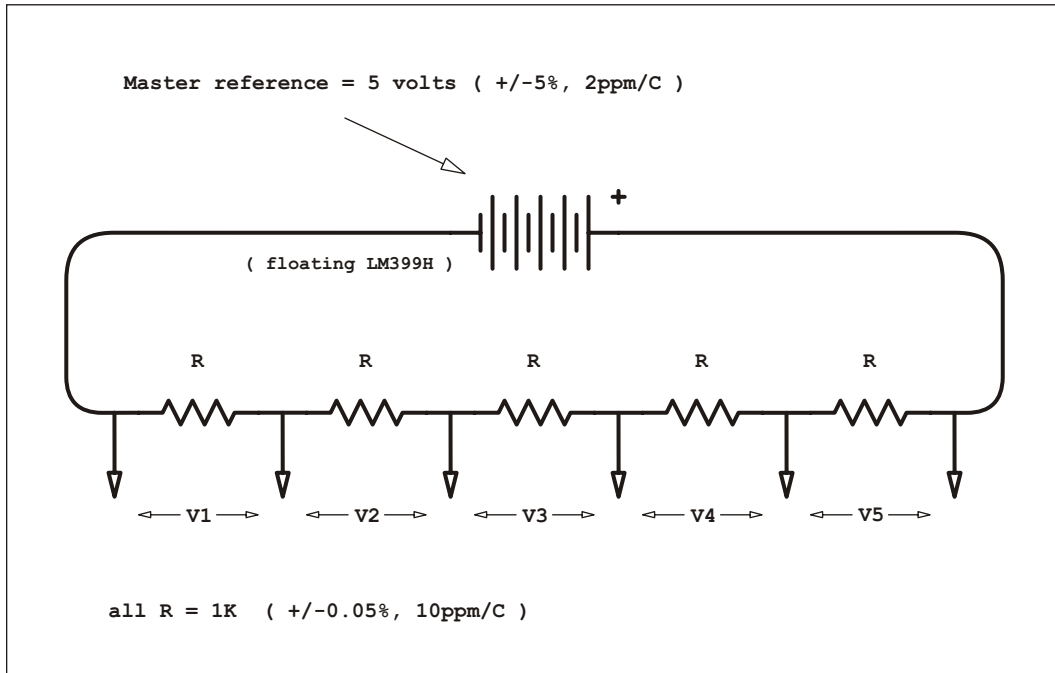 Master reference = 5 volts ( +/-5%, 2ppm/C )
+
( floating LM399H )
R R R R R
V1 V2 V3 V4 V5
all R = 1K ( +/-0.05%, 10ppm/C )